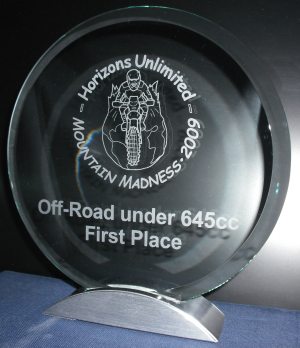 Horizons Unlimited
- MOUNTAIN MADNESS-2009 -
Off-Road under 645cc
First Place